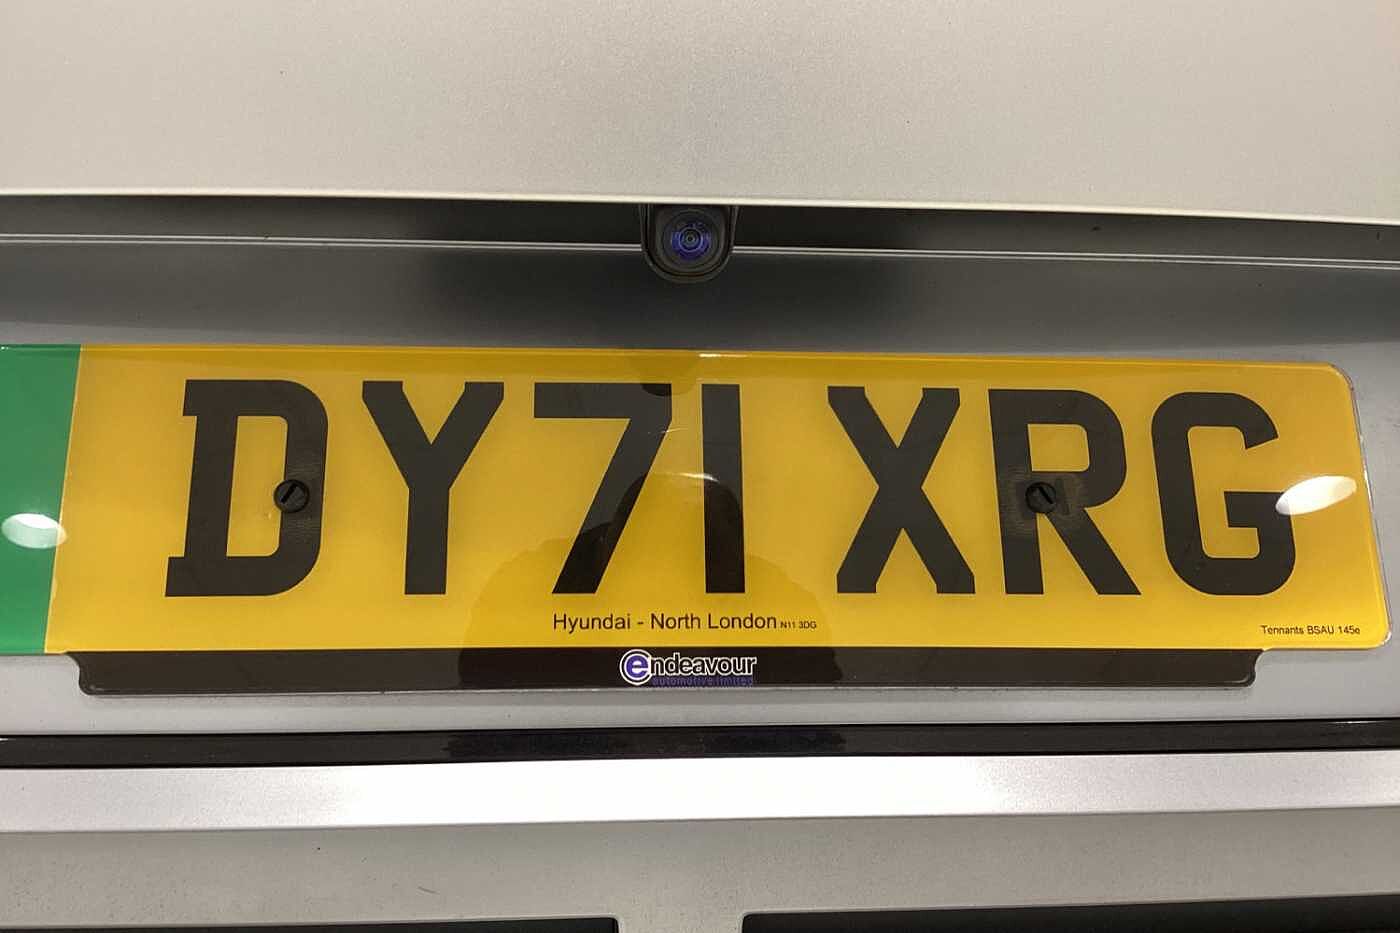 DY71 XRG
Hyundai - North London N11 3DG
Tennants BSAU 145e
endeavour
automotive limited